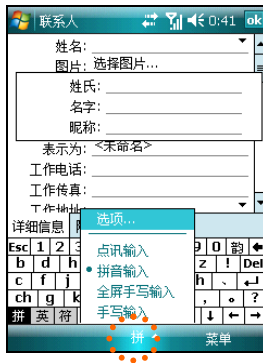 联系人 0:41 ok
姓名:
图片: 选择图片...
姓氏:
名字:
昵称:
表示为: <未命名>
工作电话:
工作传真:
工作地址
详细信息
选项...
点讯输入
拼音输入
全屏手写输入
手写输入
Esc 1 2 3 9 0 韵
b d h z ! Del
c f j h 、
ch g k , 。 ?
拼 英 符
拼 菜单